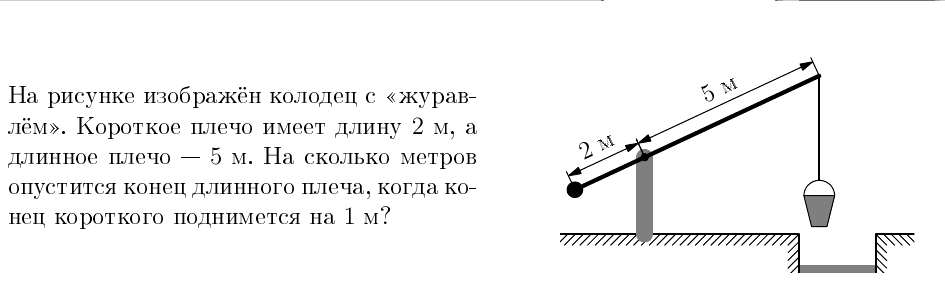 На рисунке изображён колодец с «журав-
лём». Короткое плечо имеет длину 2 м, а
длинное плечо — 5 м. На сколько метров
опустится конец длинного плеча, когда ко-
нец короткого поднимется на 1 м?
5 м
2 м